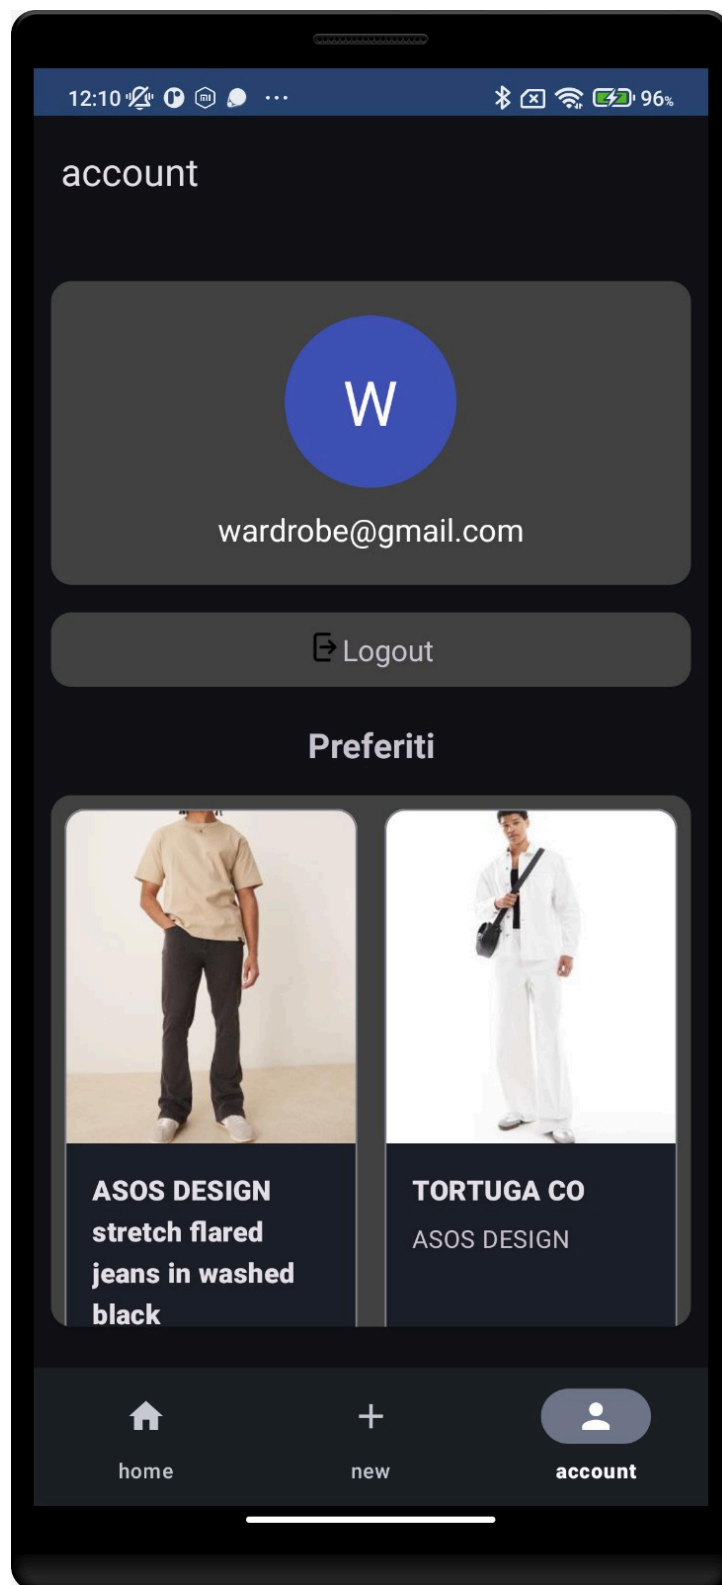 12:10
96%
account
W
wardrobe@gmail.com
Logout
Preferiti
ASOS DESIGN
stretch flared
jeans in washed
black
TORTUGA CO
ASOS DESIGN
home
new
account